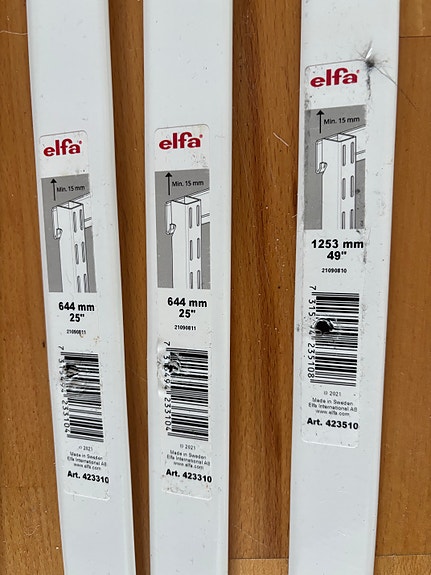 elfa®
Min. 15 mm
644 mm
25"
21090811
© 2021
Made in Sweden
Elfa International AB
www.elfa.com
Art. 423310
elfa®
Min. 15 mm
644 mm
25"
21090811
© 2021
Made in Sweden
Elfa International AB
www.elfa.com
Art. 423310
elfa®
Min. 15 mm
1253 mm
49"
21090810
© 2021
Made in Sweden
Elfa International AB
www.elfa.com
Art. 423510